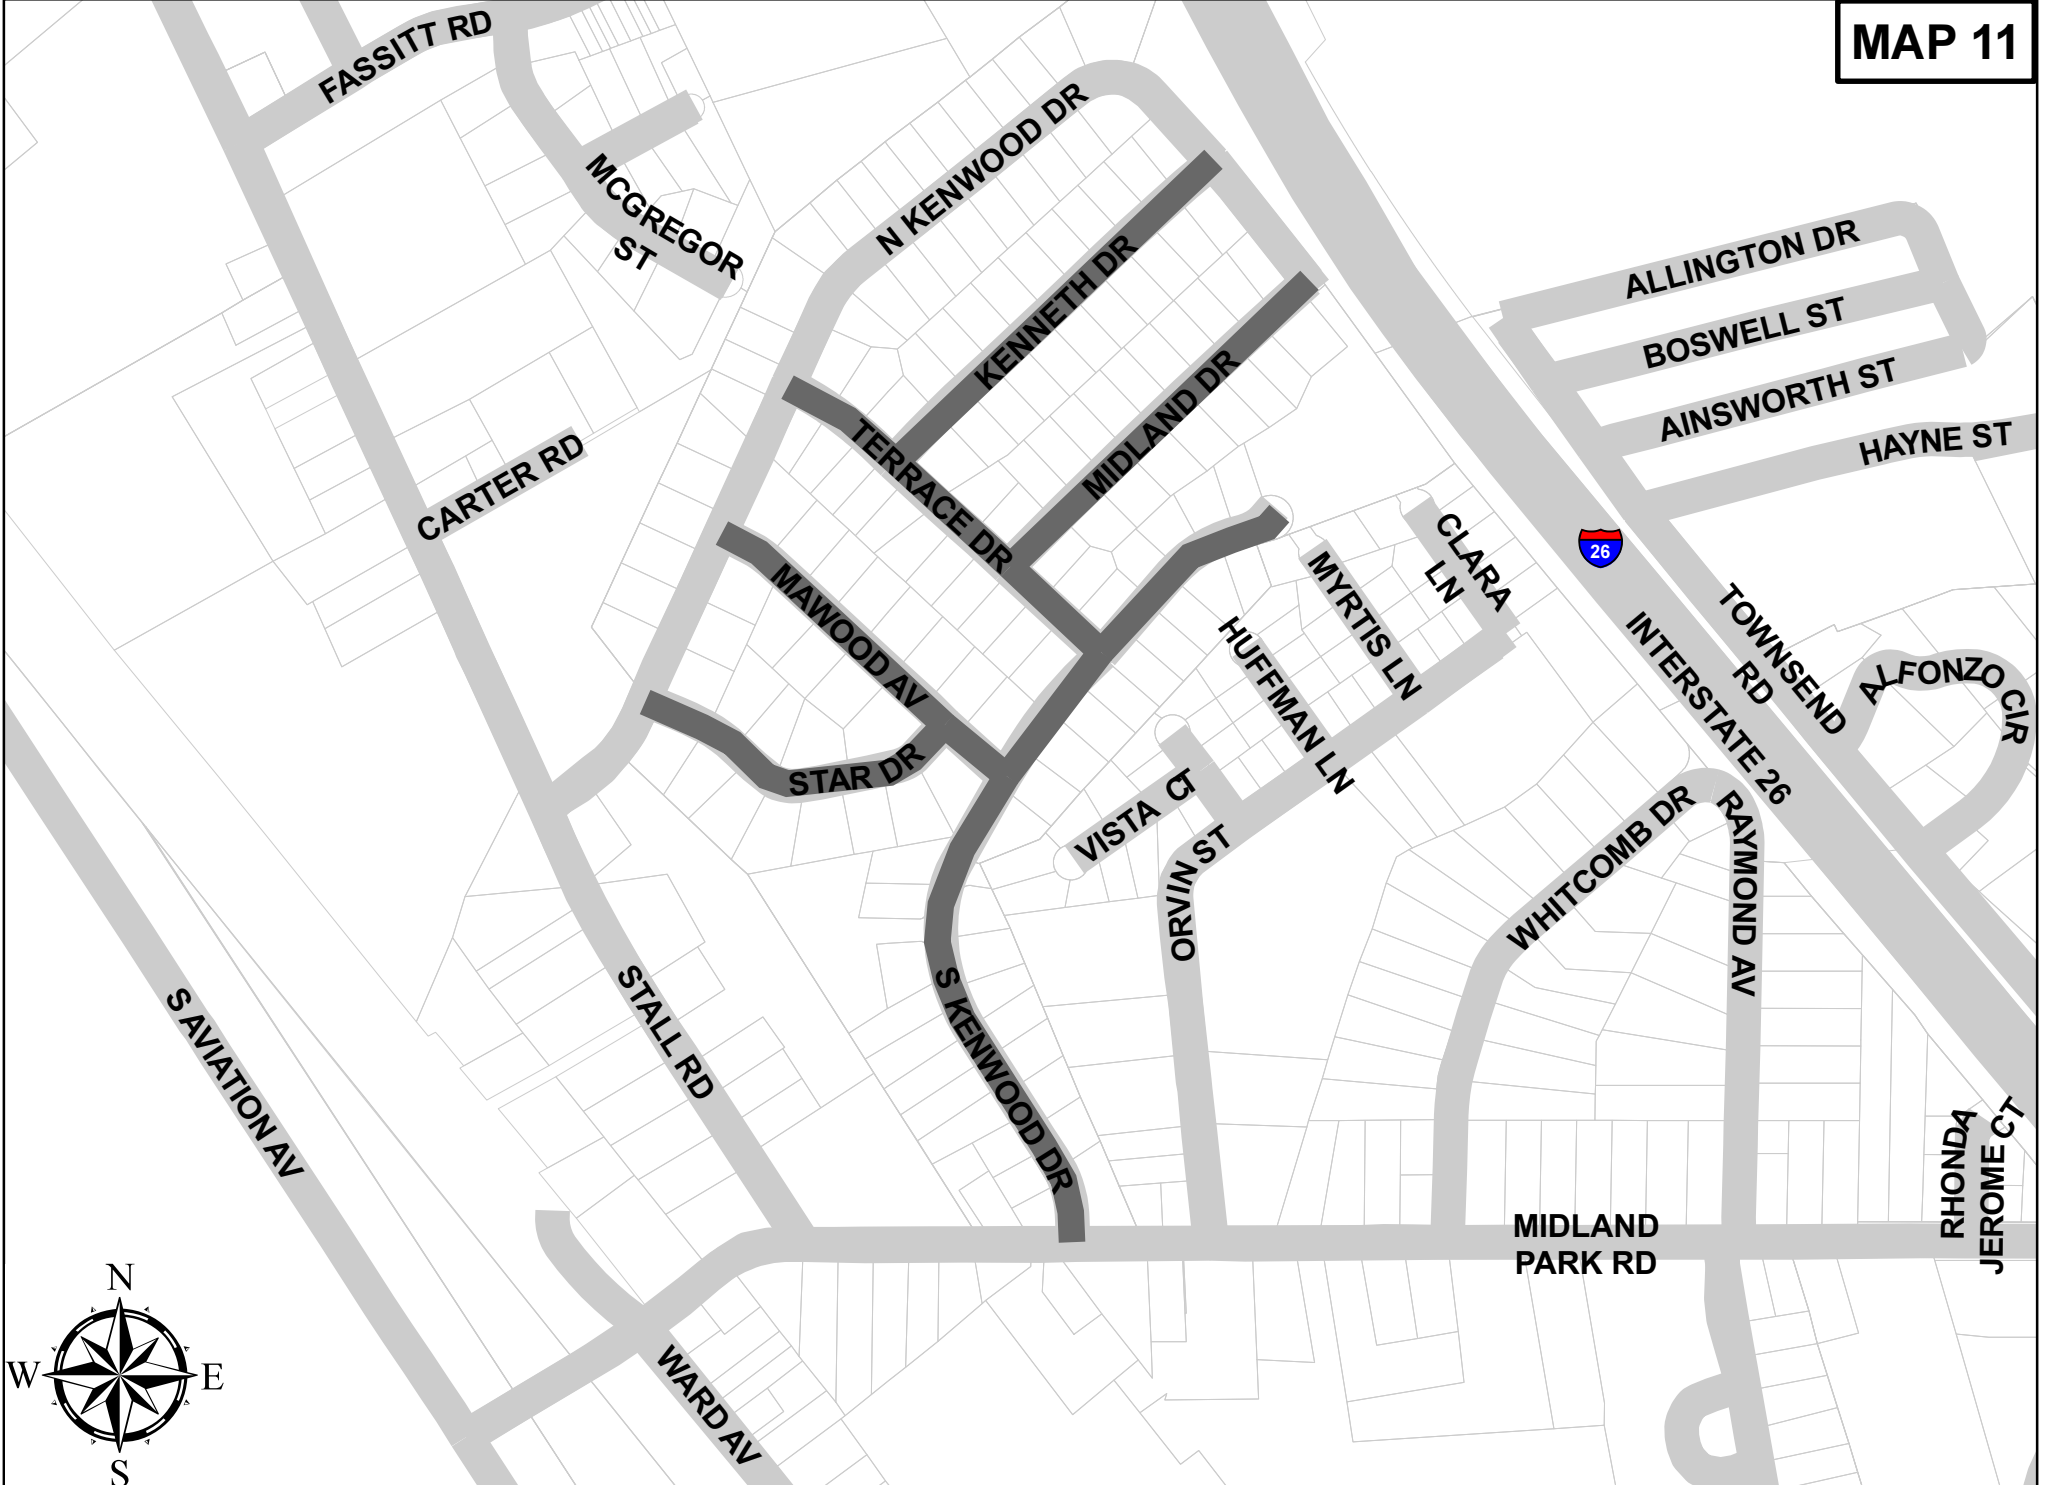 MAP 11
FASSITT RD
MCGREGOR
ST
N KENWOOD DR
KENNETH DR
MIDLAND DR
TERRACE DR
MAWOOD AV
STAR DR
CARTER RD
ALLINGTON DR
BOSWELL ST
AINSWORTH ST
HAYNE ST
26
CLARA
LN
MYRTIS LN
HUFFMAN LN
VISTA CT
ORVIN ST
INTERSTATE 26
TOWNSEND
RD
ALFONZO CIR
WHITCOMB DR
RAYMOND AV
S AVIATION AV
STALL RD
S KENWOOD DR
RHONDA
JEROME CT
MIDLAND
PARK RD
WARD AV
N
W E
S